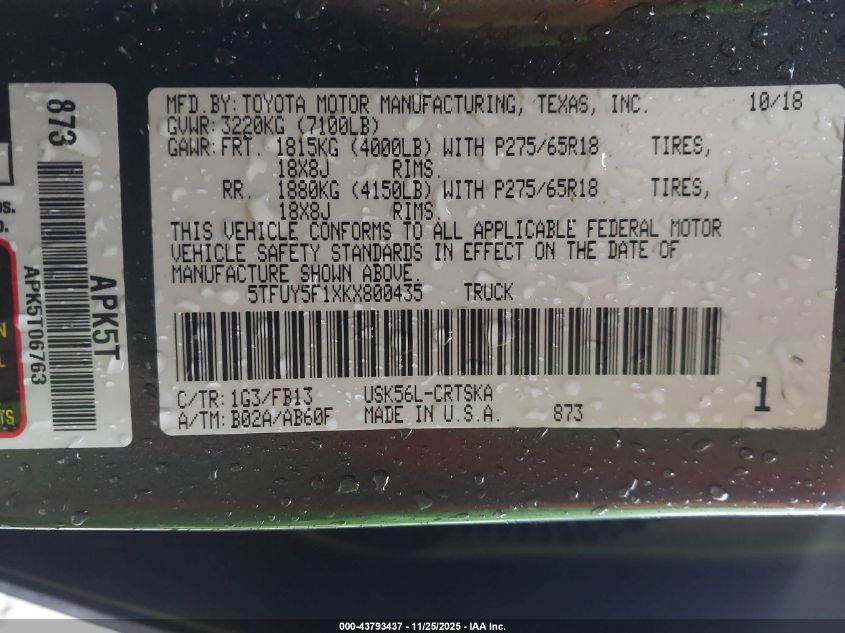 MFD.BY: TOYOTA MOTOR MANUFACTURING, TEXAS, INC. 10/18
GVWR: 3220KG (7100LB)
GAWR: FRT. 1815KG (4000LB) WITH P275/65R18 TIRES,
18X8J RIMS.
RR. 1880KG (4150LB) WITH P275/65R18 TIRES,
18X8J RIMS.
THIS VEHICLE CONFORMS TO ALL APPLICABLE FEDERAL MOTOR
VEHICLE SAFETY STANDARDS IN EFFECT ON THE DATE OF
MANUFACTURE SHOWN ABOVE.
5TFUY5F1XKX800435 TRUCK
C/TR: 1G3/FB13 USK56L-CRTSKA
A/TM: B02A/AB60F MADE IN U.S.A. 873
1
873
APK5T
APK5T06763
000-43793437 - 11/25/2025 - IAA Inc.